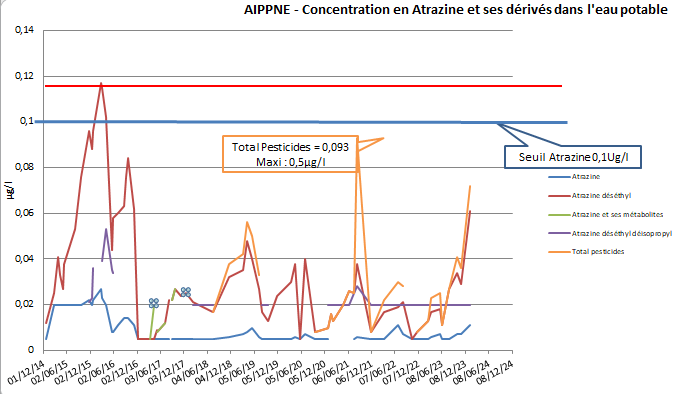 AIPPNE - Concentration en Atrazine et ses dérivés dans l'eau potable
0,14
0,12
0,1
0,08
0,06
0,04
0,02
0
µg/l
Total Pesticides = 0,093
Maxi : 0,5µg/l
Seuil Atrazine 0,1Ug/l
Atrazine
Atrazine déséthyl
Atrazine et ses métabolites
Atrazine déséthyl déisopropyl
Total pesticides
01/12/14
02/06/15
02/12/15
02/06/16
02/12/16
03/06/17
03/12/17
04/06/18
04/12/18
05/06/19
05/12/19
05/06/20
05/12/20
06/06/21
06/12/21
07/06/22
07/12/22
08/06/23
08/12/23
08/06/24
08/12/24